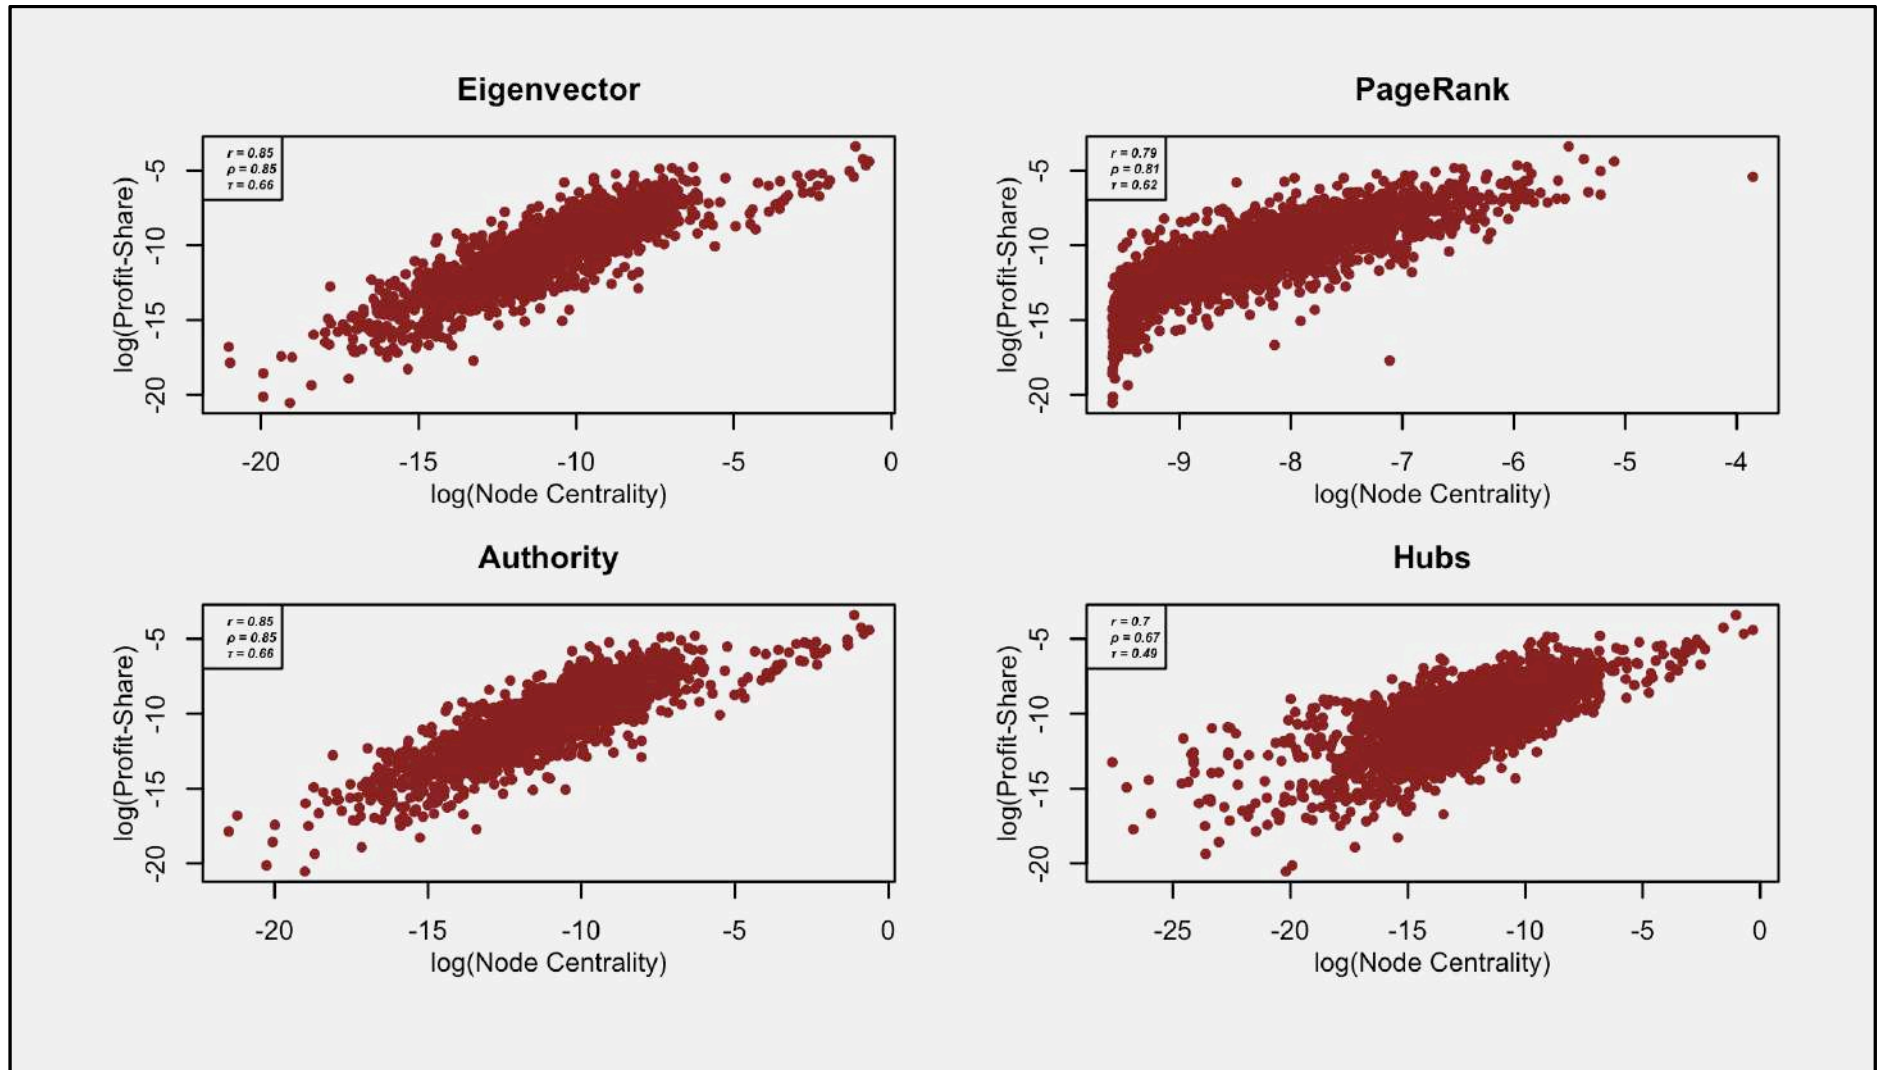 Eigenvector
r = 0.85
ρ = 0.85
τ = 0.66
log(Profit-Share)
-5
-10
-15
-20
-20 -15 -10 -5 0
log(Node Centrality)
PageRank
r = 0.79
ρ = 0.81
τ = 0.62
log(Profit-Share)
-5
-10
-15
-20
-9 -8 -7 -6 -5 -4
log(Node Centrality)
Authority
r = 0.85
ρ = 0.85
τ = 0.66
log(Profit-Share)
-5
-10
-15
-20
-20 -15 -10 -5 0
log(Node Centrality)
Hubs
r = 0.7
ρ = 0.67
τ = 0.49
log(Profit-Share)
-5
-10
-15
-20
-25 -20 -15 -10 -5 0
log(Node Centrality)